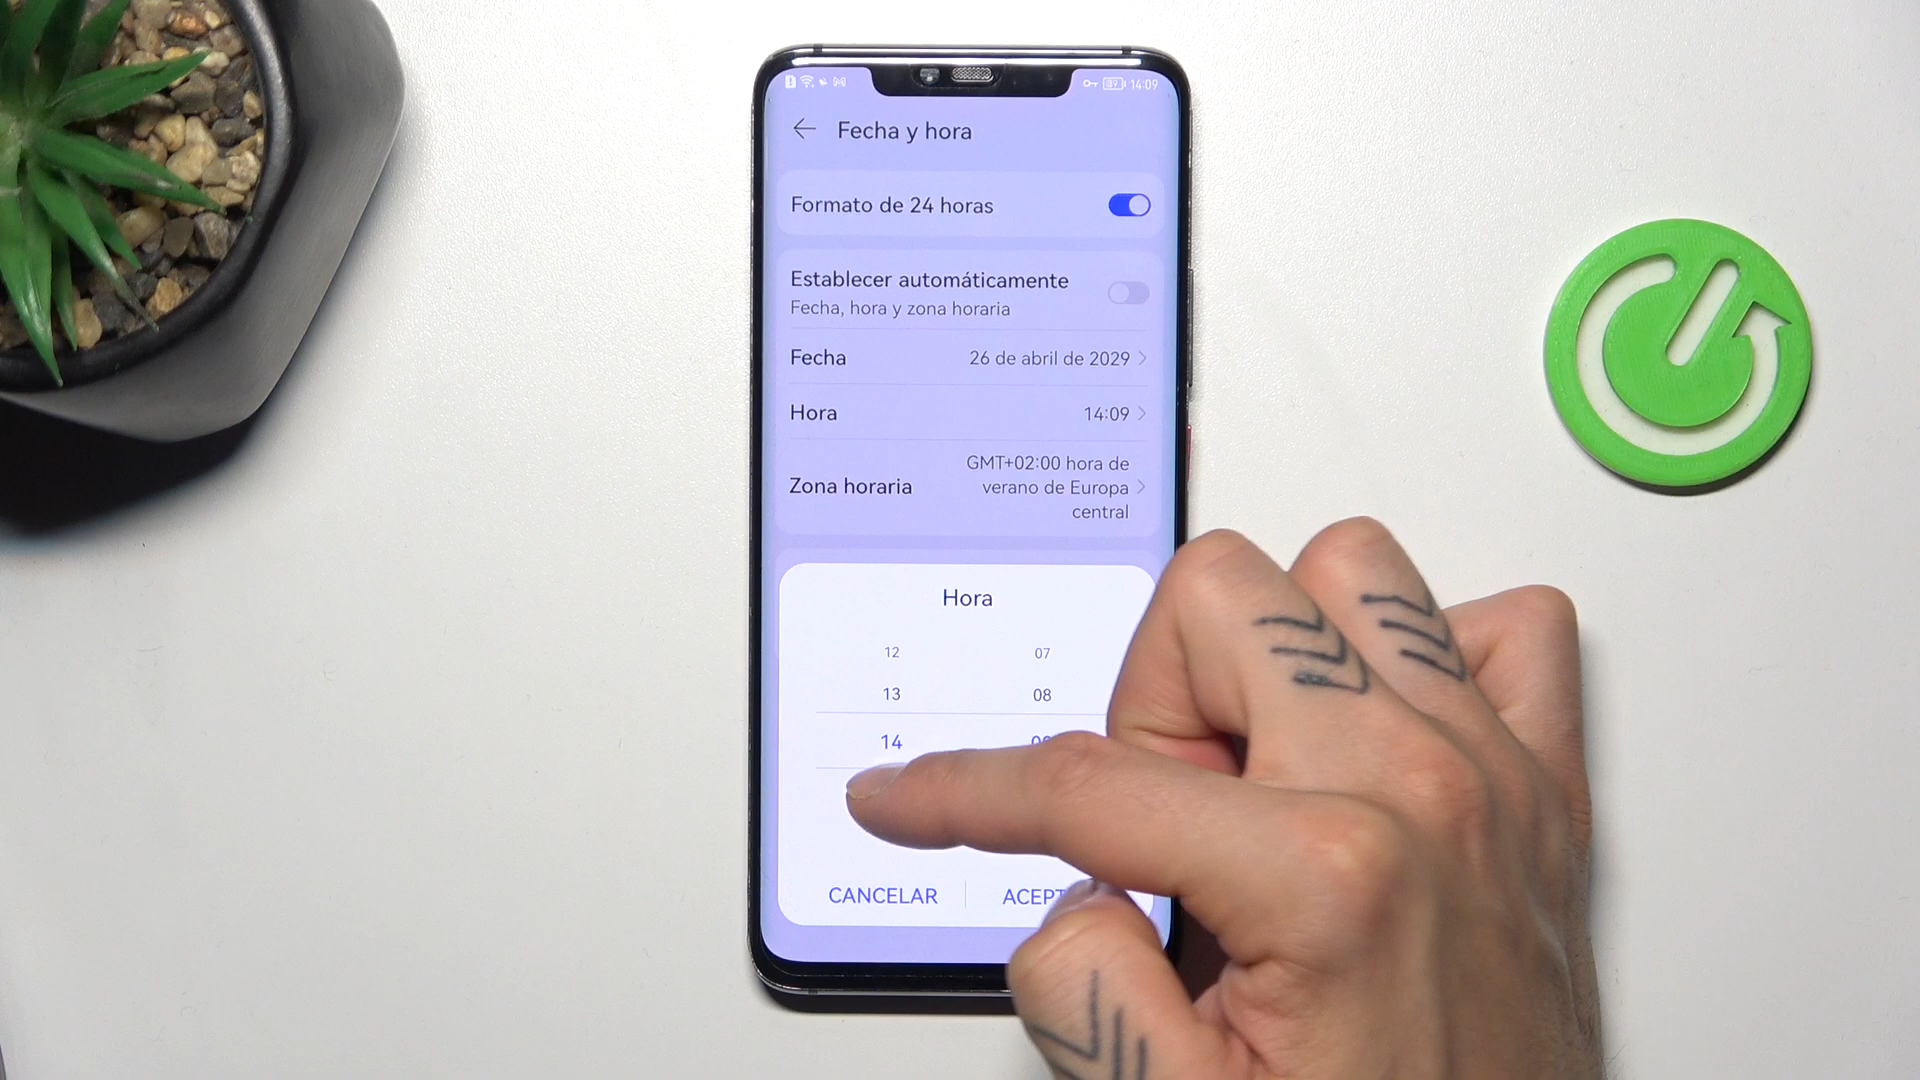 14:09
Fecha y hora
Formato de 24 horas
Establecer automáticamente
Fecha, hora y zona horaria
Fecha 26 de abril de 2029
Hora 14:09
Zona horaria GMT+02:00 hora de
verano de Europa
central
Hora
12 07
13 08
14
CANCELAR ACEPT